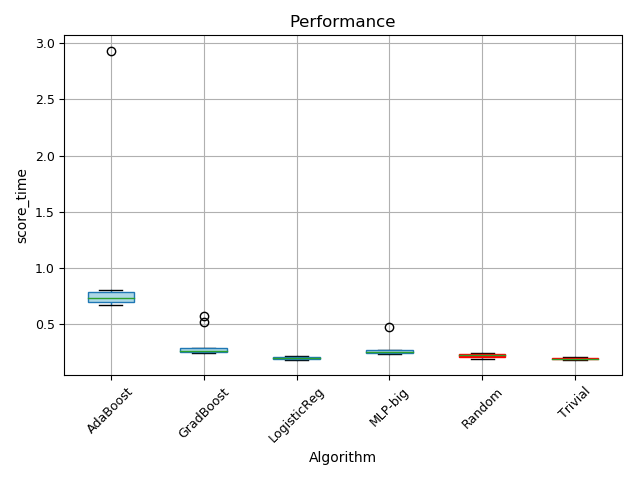 Performance
score_time
3.0
2.5
2.0
1.5
1.0
0.5
AdaBoost
GradBoost
LogisticReg
MLP-big
Random
Trivial
Algorithm